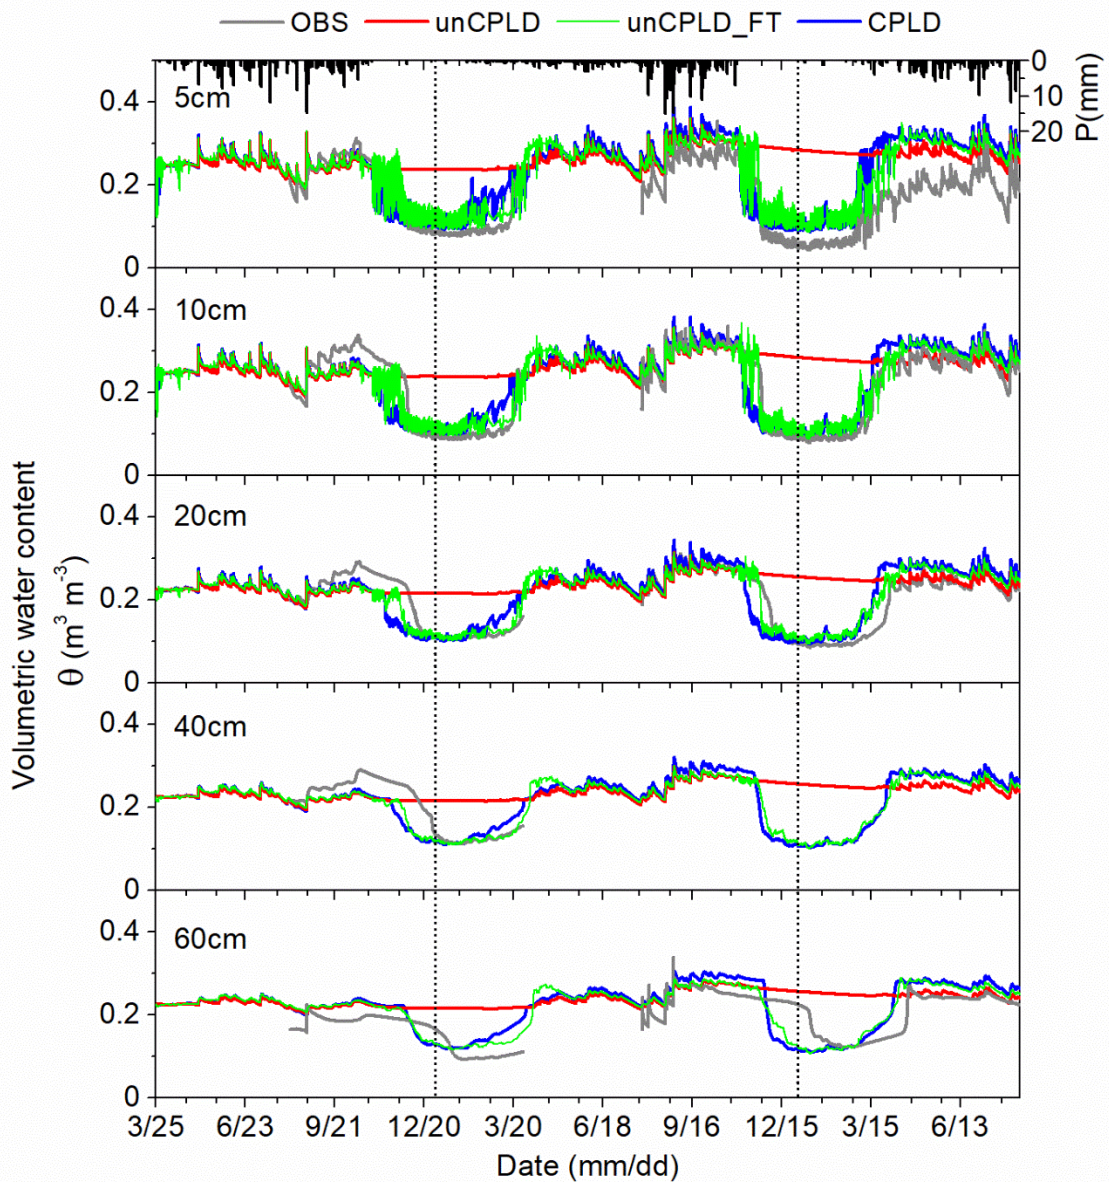 OBS unCPLD unCPLD_FT CPLD
5cm
0.4
0.2
0
0
10
20
P(mm)
10cm
0.4
0.2
0
20cm
0.4
0.2
0
40cm
0.4
0.2
0
60cm
0.4
0.2
0
Volumetric water content
θ (m³ m⁻³)
3/25 6/23 9/21 12/20 3/20 6/18 9/16 12/15 3/15 6/13
Date (mm/dd)